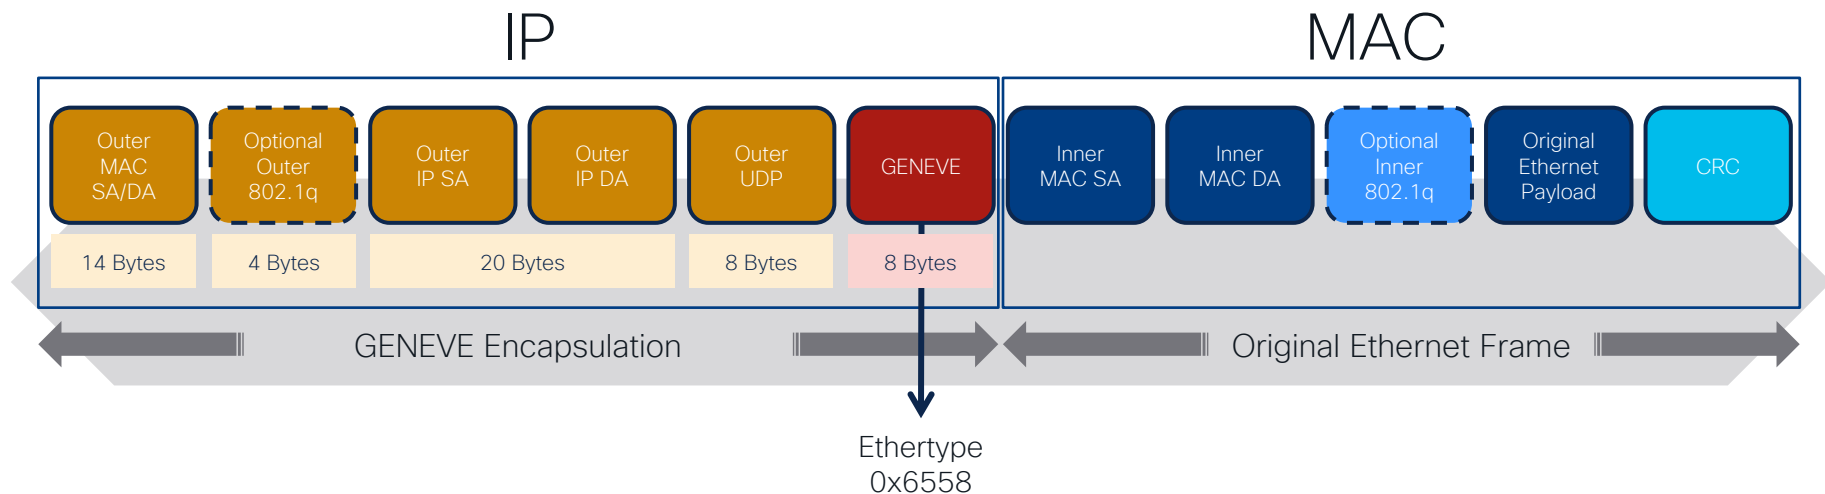 IP
MAC
Outer
MAC
SA/DA
Optional
Outer
802.1q
Outer
IP SA
Outer
IP DA
Outer
UDP
GENEVE
Inner
MAC SA
Inner
MAC DA
Optional
Inner
802.1q
Original
Ethernet
Payload
CRC
14 Bytes
4 Bytes
20 Bytes
8 Bytes
8 Bytes
GENEVE Encapsulation
Original Ethernet Frame
Ethertype
0x6558